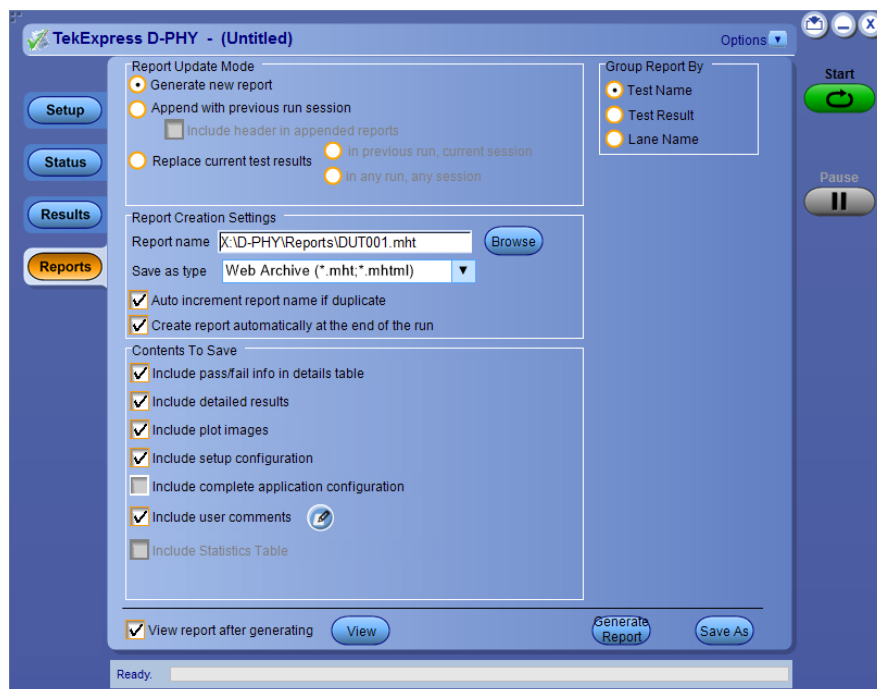 TekExpress D-PHY - (Untitled)
Options
Setup
Status
Results
Reports
Report Update Mode
Generate new report
Append with previous run session
Include header in appended reports
Replace current test results
in previous run, current session
in any run, any session
Group Report By
Test Name
Test Result
Lane Name
Start
Pause
Report Creation Settings
Report name X:\D-PHY\Reports\DUT001.mht Browse
Save as type Web Archive (*.mht;*.mhtml)
Auto increment report name if duplicate
Create report automatically at the end of the run
Contents To Save
Include pass/fail info in details table
Include detailed results
Include plot images
Include setup configuration
Include complete application configuration
Include user comments
Include Statistics Table
View report after generating
View
Generate
Report
Save As
Ready.